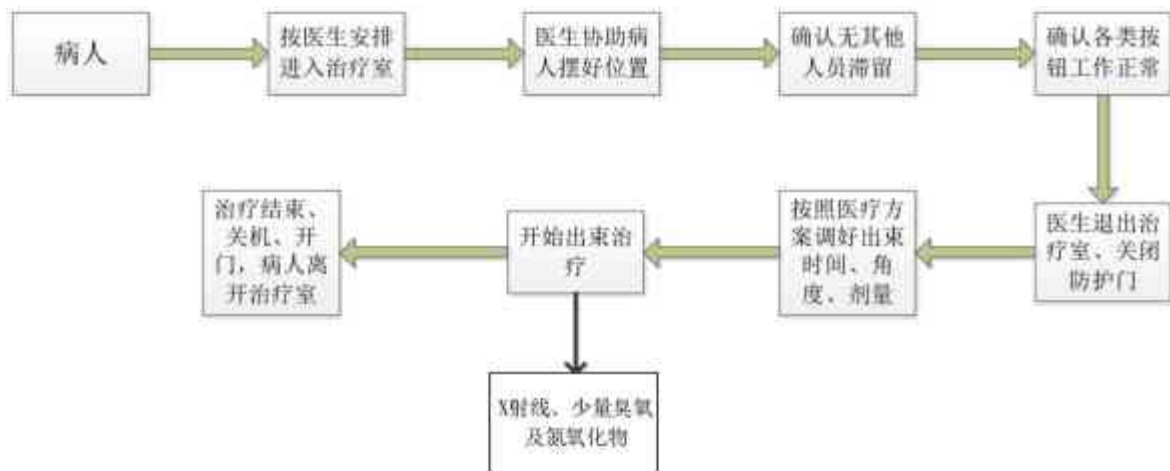 病人
按医生安排
进入治疗室
医生协助病
人摆好位置
确认无其他
人员滞留
确认各类按
钮工作正常
医生退出治
疗室、关闭
防护门
按照医疗方
案调好出束
时间、角
度、剂量
开始出束治
疗
治疗结束、
关机、开
门，病人离
开治疗室
X射线、少量臭氧
及氮氧化物